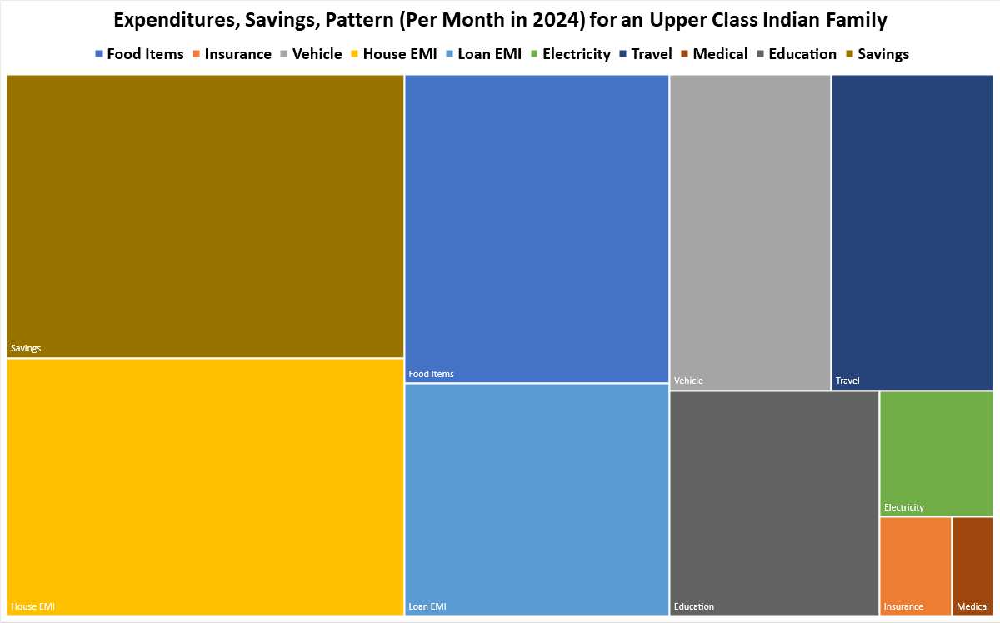 Expenditures, Savings, Pattern (Per Month in 2024) for an Upper Class Indian Family
Food Items Insurance Vehicle House EMI Loan EMI Electricity Travel Medical Education Savings
Savings
Food Items
Vehicle
Travel
Electricity
House EMI
Loan EMI
Education
Insurance
Medical